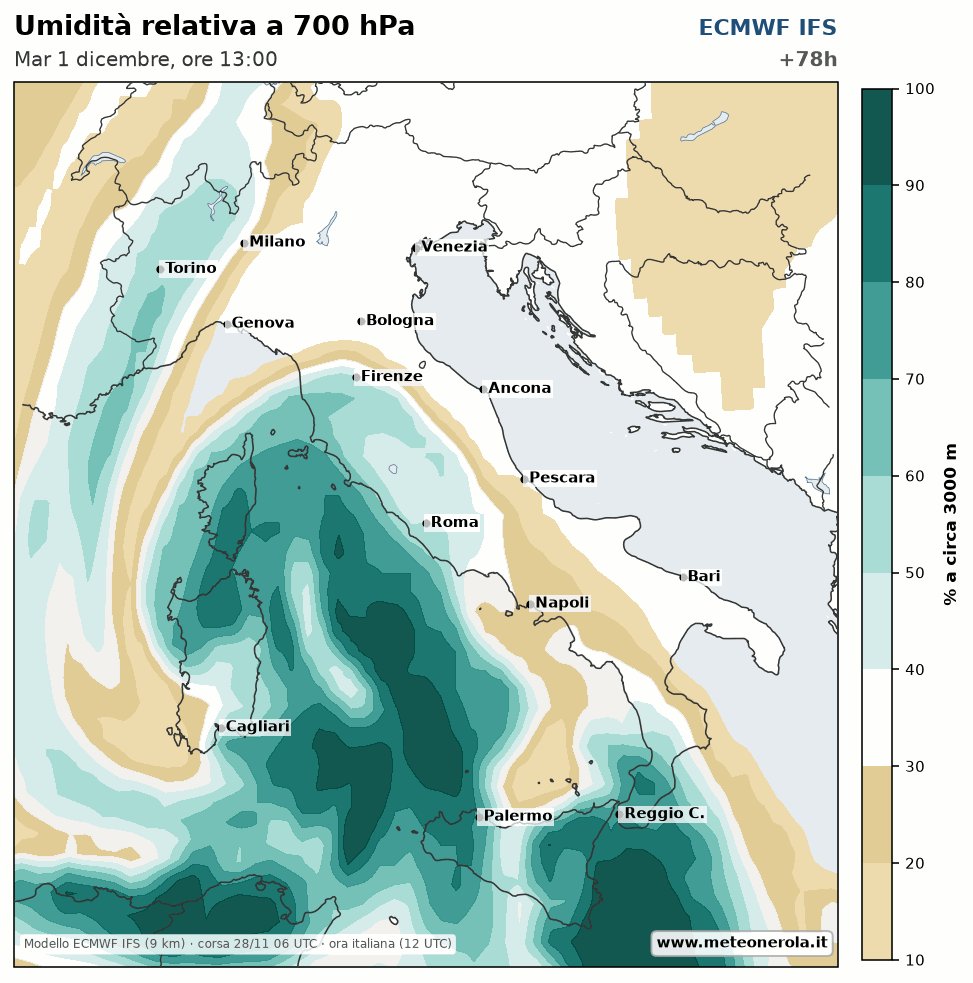 Umidità relativa a 700 hPa
ECMWF IFS
Mar 1 dicembre, ore 13:00
+78h
100
90
80
70
60
50
40
30
20
10
% a circa 3000 m
Milano
Venezia
Torino
Genova
Bologna
Firenze
Ancona
Pescara
Roma
Bari
Napoli
Cagliari
Palermo
Reggio C.
Modello ECMWF IFS (9 km) · corsa 28/11 06 UTC · ora italiana (12 UTC)
www.meteonerola.it